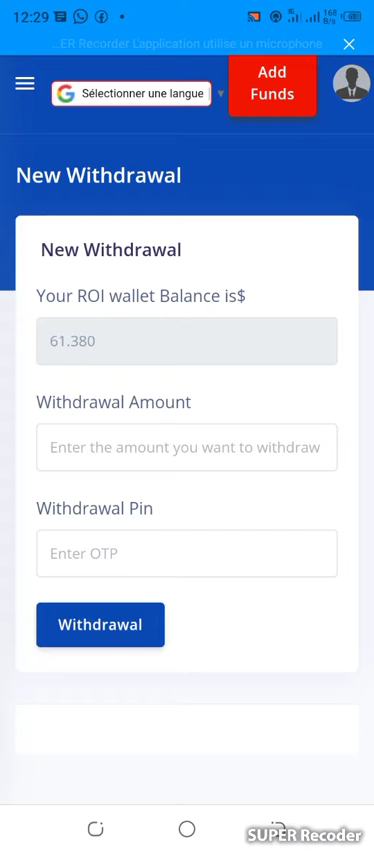 12:29
3G
168 B/s
...ER Recorder L'application utilise un microphone
Sélectionner une langue
Add
Funds
New Withdrawal
New Withdrawal
Your ROI wallet Balance is$
61.380
Withdrawal Amount
Enter the amount you want to withdraw
Withdrawal Pin
Enter OTP
Withdrawal
SUPER Recoder